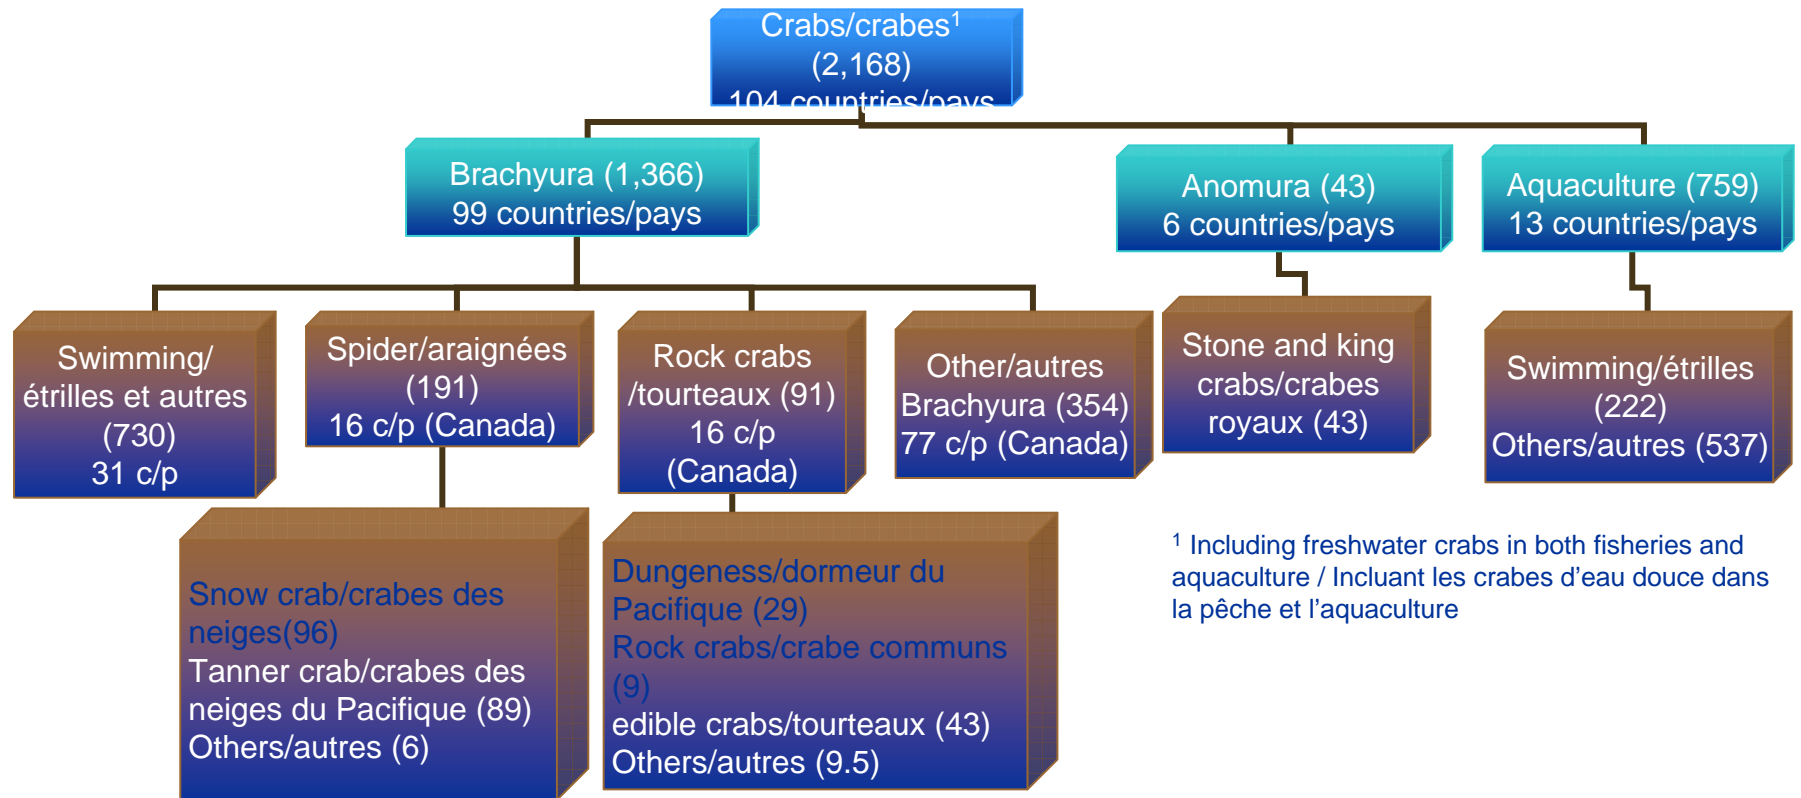 Crabs/crabes¹
(2,168)
104 countries/pays
Brachyura (1,366)
99 countries/pays
Anomura (43)
6 countries/pays
Aquaculture (759)
13 countries/pays
Swimming/
étrilles et autres
(730)
31 c/p
Spider/araignées
(191)
16 c/p (Canada)
Rock crabs
/tourteaux (91)
16 c/p
(Canada)
Other/autres
Brachyura (354)
77 c/p (Canada)
Stone and king
crabs/crabes
royaux (43)
Swimming/étrilles
(222)
Others/autres (537)
Snow crab/crabes des
neiges(96)
Tanner crab/crabes des
neiges du Pacifique (89)
Others/autres (6)
Dungeness/dormeur du
Pacifique (29)
Rock crabs/crabe communs
(9)
edible crabs/tourteaux (43)
Others/autres (9.5)
¹ Including freshwater crabs in both fisheries and
aquaculture / Incluant les crabes d’eau douce dans
la pêche et l’aquaculture